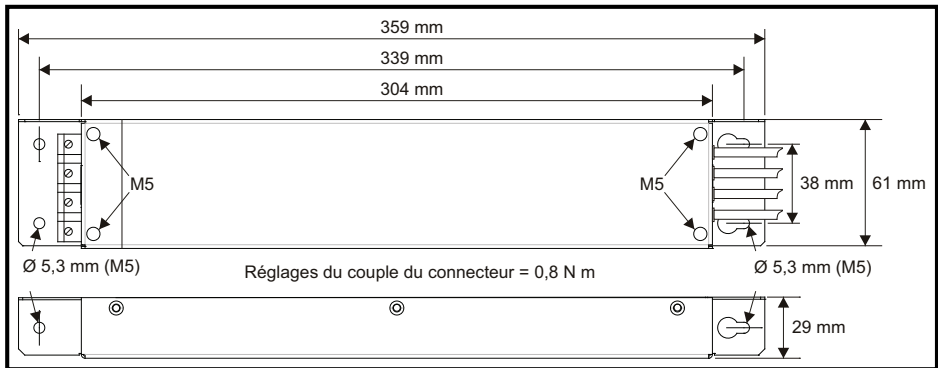 359 mm
339 mm
304 mm
M5
M5
38 mm
61 mm
Ø 5,3 mm (M5)
Réglages du couple du connecteur = 0,8 N m
Ø 5,3 mm (M5)
29 mm